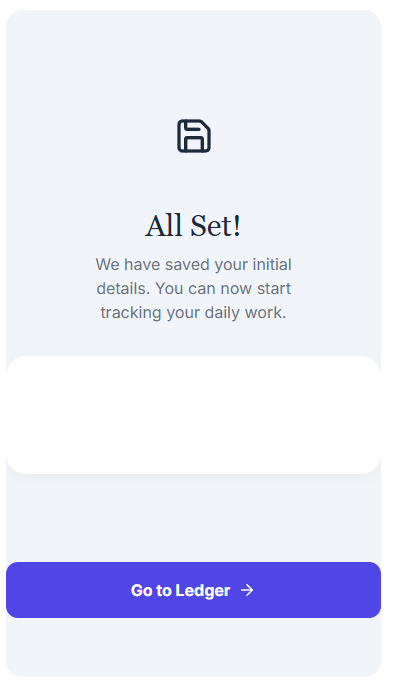 All Set!
We have saved your initial
details. You can now start
tracking your daily work.
Go to Ledger